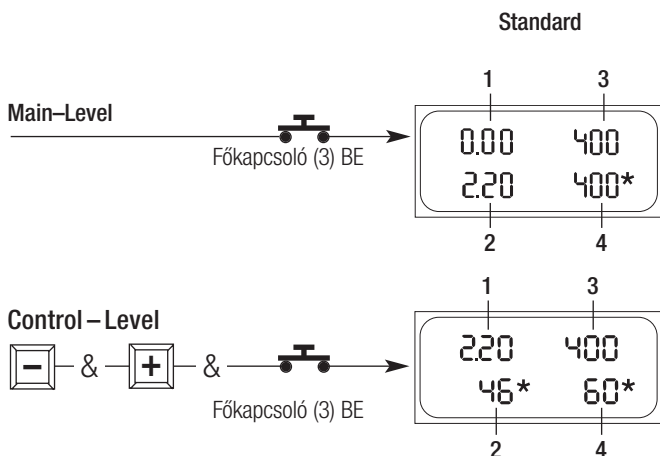 Standard
1 3
Main–Level
Főkapcsoló (3) BE
0.00 400
2.20 400*
2 4
1 3
Control – Level
2.20 400
− & + &
46* 60*
Főkapcsoló (3) BE
2 4